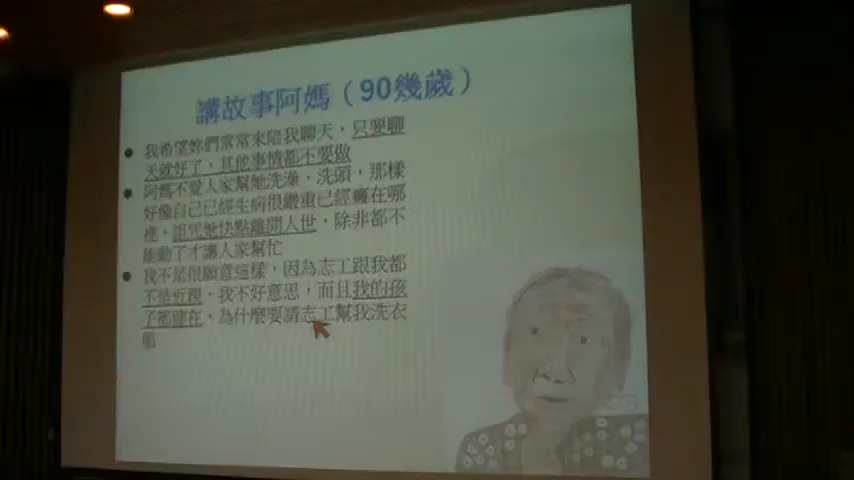 講故事阿媽（90幾歲）
我希望妳們常常來陪我聊天，只要聊
天就好了，其他事情都不要做
阿媽不愛人家幫她洗澡、洗頭，那樣
好像自己已經生病很嚴重已經癱在哪
裡、詛咒她快點離開人世，除非都不
能動了才讓人家幫忙
我不是很願意這樣，因為志工跟我都
不是近親、我不好意思，而且我的孩
子都健在、為什麼要請志工幫我洗衣
服